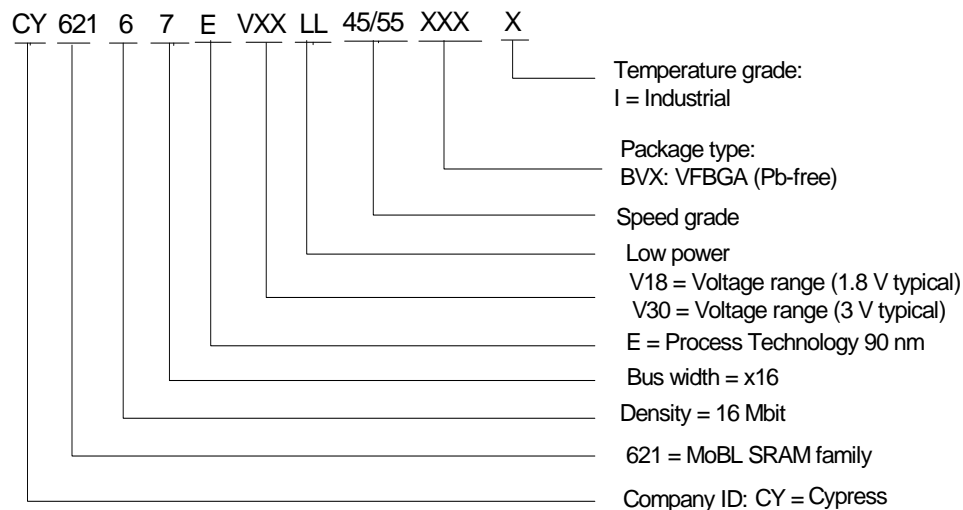 CY 621 6 7 E VXX LL 45/55 XXX X
Temperature grade:
I = Industrial
Package type:
BVX: VFBGA (Pb-free)
Speed grade
Low power
V18 = Voltage range (1.8 V typical)
V30 = Voltage range (3 V typical)
E = Process Technology 90 nm
Bus width = x16
Density = 16 Mbit
621 = MoBL SRAM family
Company ID: CY = Cypress